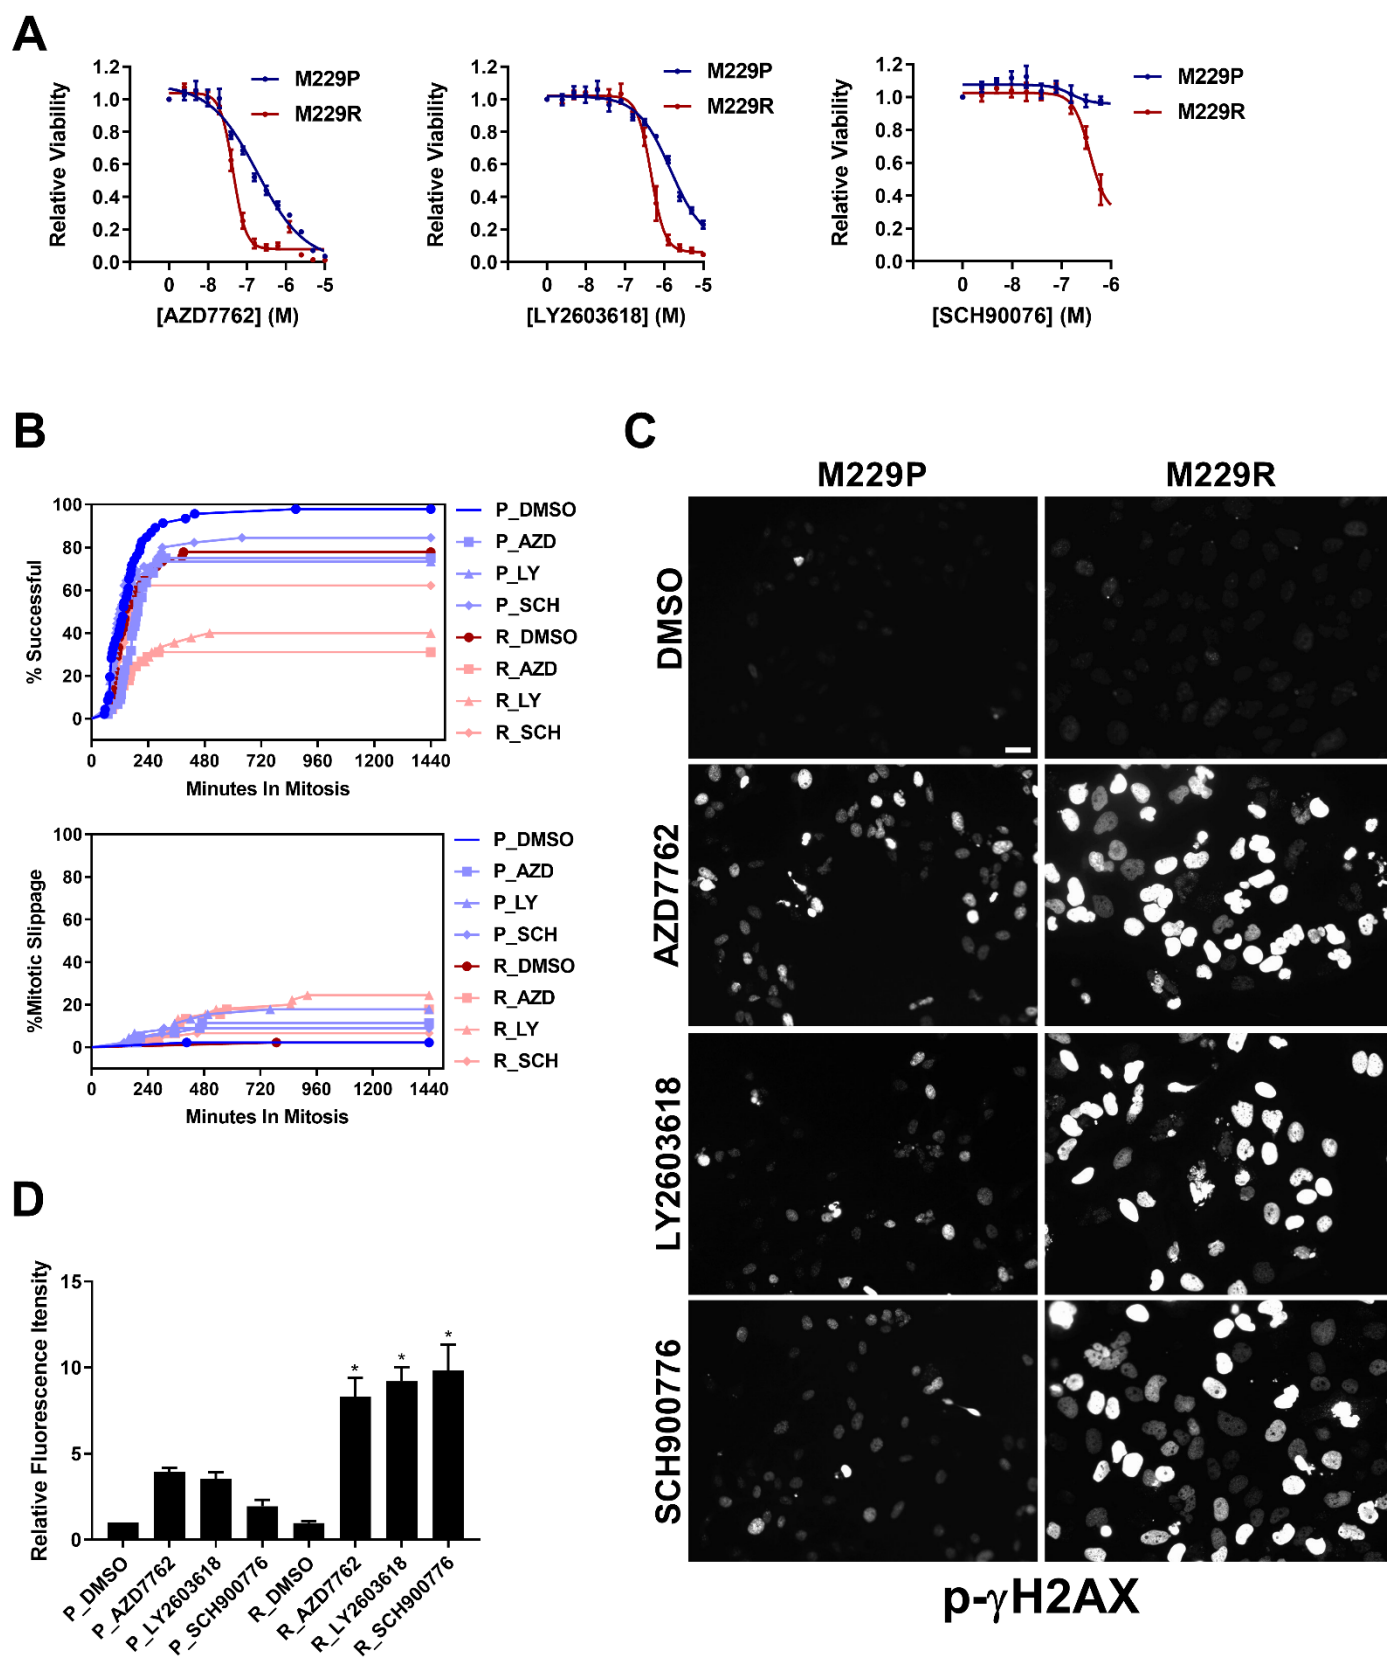 A
Relative Viability
1.2
1.0
0.8
0.6
0.4
0.2
0.0
0 -8 -7 -6 -5
[AZD7762] (M)
M229P
M229R
Relative Viability
1.2
1.0
0.8
0.6
0.4
0.2
0.0
0 -8 -7 -6 -5
[LY2603618] (M)
M229P
M229R
Relative Viability
1.2
1.0
0.8
0.6
0.4
0.2
0.0
0 -8 -7 -6
[SCH90076] (M)
M229P
M229R
B
% Successful
100
80
60
40
20
0
0 240 480 720 960 1200 1440
Minutes In Mitosis
P_DMSO
P_AZD
P_LY
P_SCH
R_DMSO
R_AZD
R_LY
R_SCH
%Mitotic Slippage
100
80
60
40
20
0
0 240 480 720 960 1200 1440
Minutes In Mitosis
P_DMSO
P_AZD
P_LY
P_SCH
R_DMSO
R_AZD
R_LY
R_SCH
C
M229P M229R
DMSO
AZD7762
LY2603618
SCH900776
p-γH2AX
D
Relative Fluorescence Itensity
15
10
5
0
* * *
P_DMSO
P_AZD7762
P_LY2603618
P_SCH900776
R_DMSO
R_AZD7762
R_LY2603618
R_SCH900776